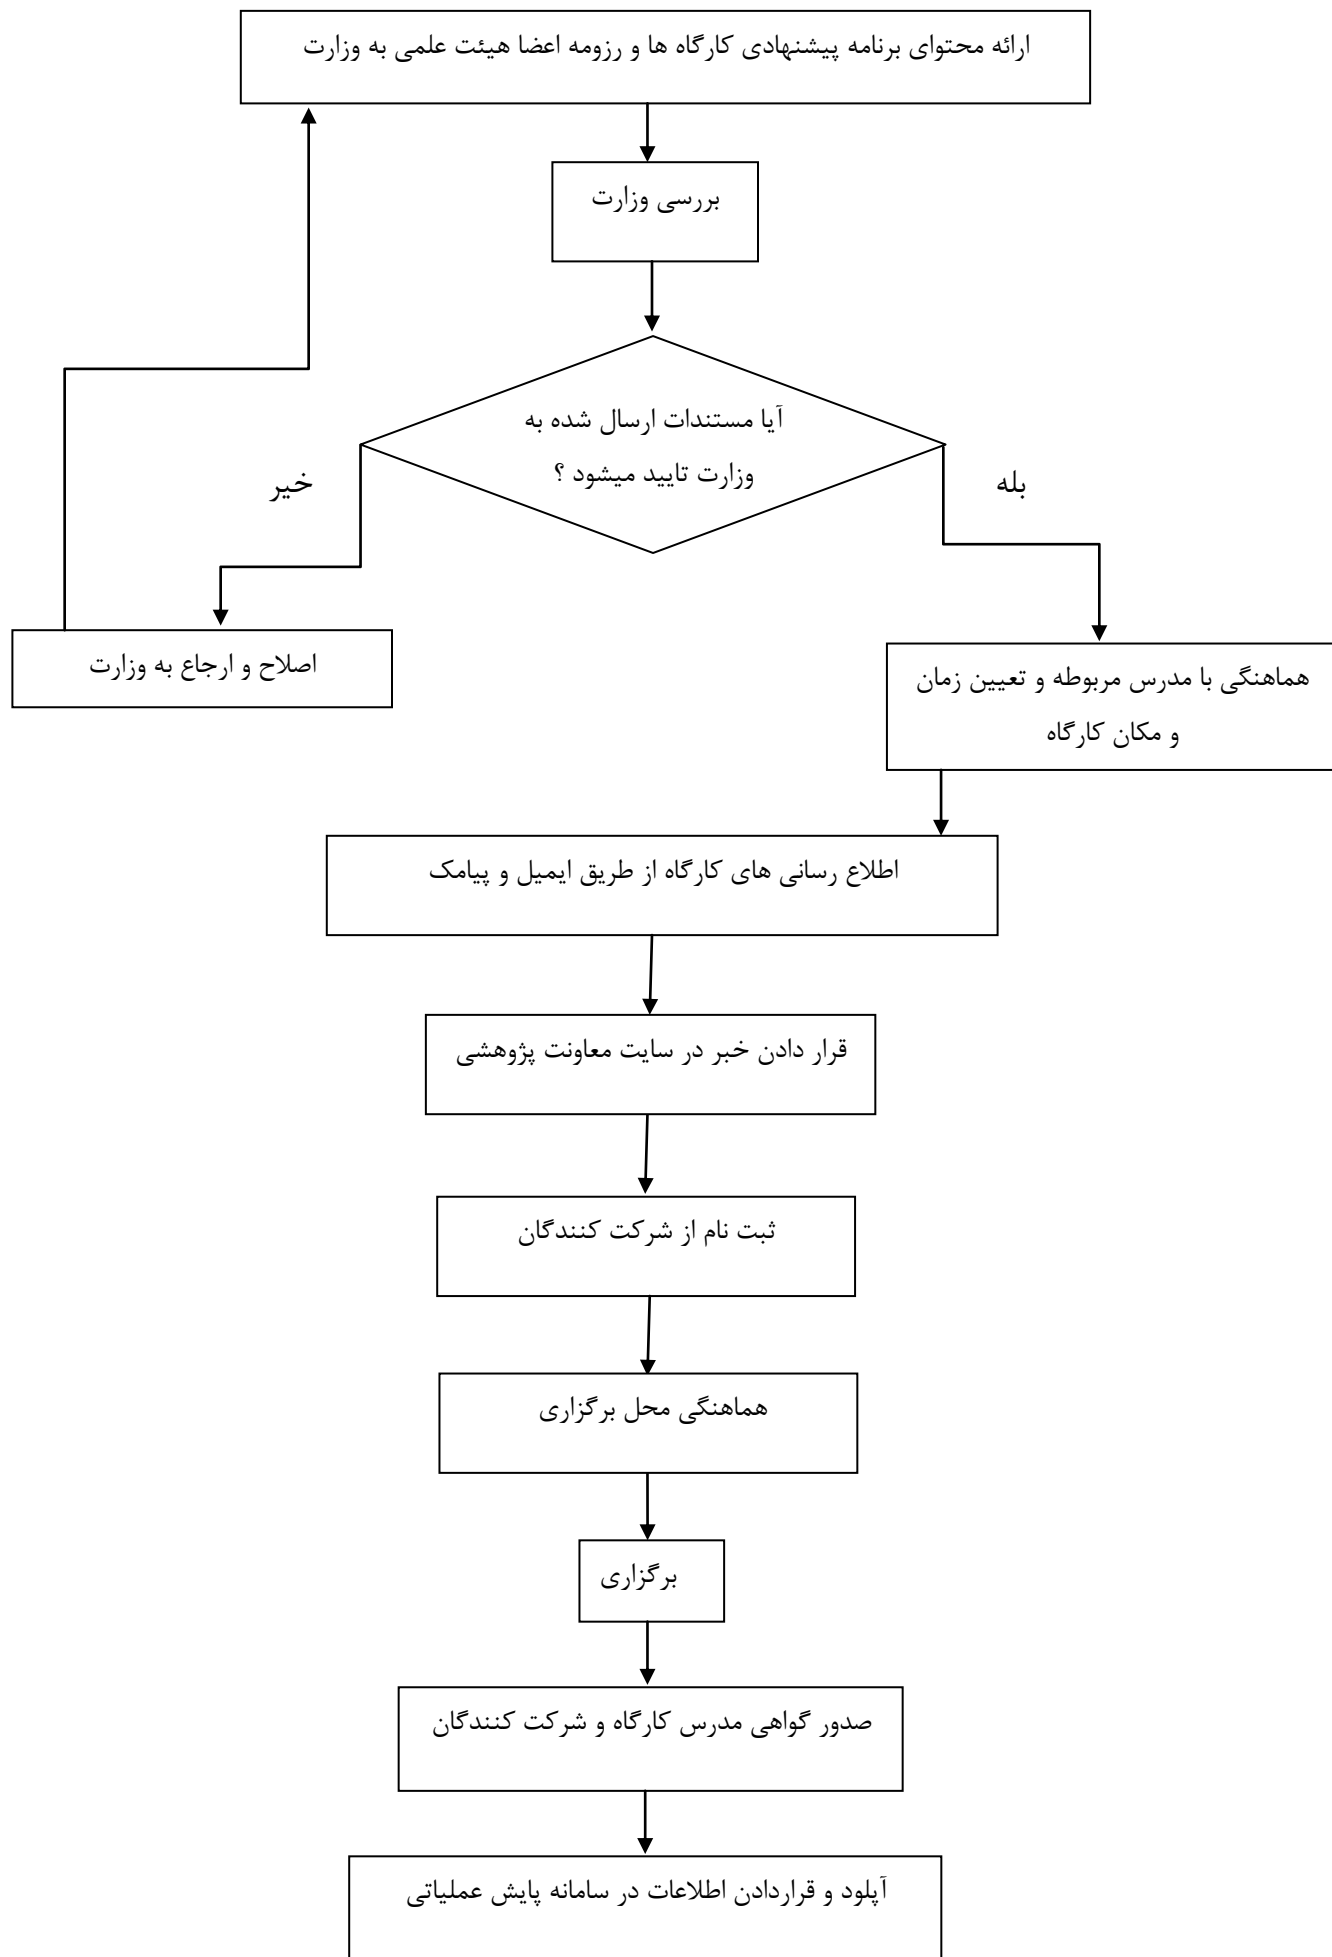 ارائه محتوای برنامه پیشنهادی کارگاه ها و رزومه اعضا هیئت علمی به وزارت
بررسی وزارت
آیا مستندات ارسال شده به
وزارت تایید میشود ؟
بله
خیر
اصلاح و ارجاع به وزارت
هماهنگی با مدرس مربوطه و تعیین زمان
و مکان کارگاه
اطلاع رسانی های کارگاه از طریق ایمیل و پیامک
قرار دادن خبر در سایت معاونت پژوهشی
ثبت نام از شرکت کنندگان
هماهنگی محل برگزاری
برگزاری
صدور گواهی مدرس کارگاه و شرکت کنندگان
آپلود و قراردادن اطلاعات در سامانه پایش عملیاتی